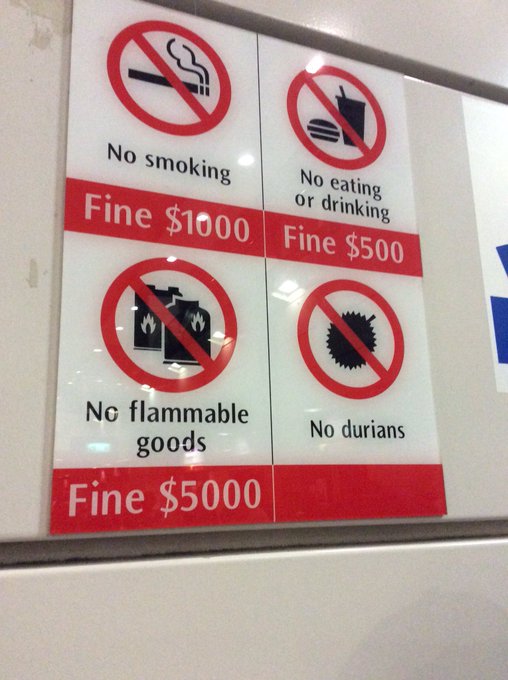 No smoking
Fine $1000
No eating
or drinking
Fine $500
No flammable
goods
Fine $5000
No durians